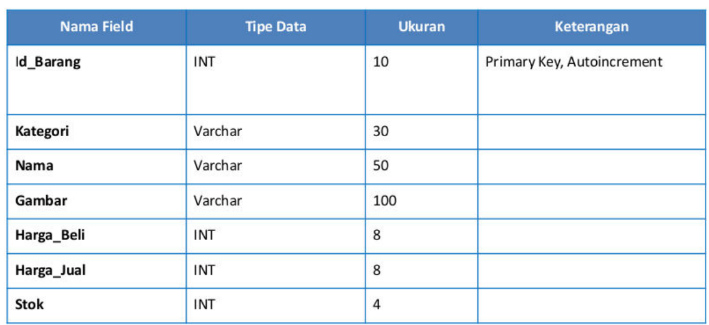 Nama Field Tipe Data Ukuran Keterangan
Id_Barang INT 10 Primary Key, Autoincrement
Kategori Varchar 30
Nama Varchar 50
Gambar Varchar 100
Harga_Beli INT 8
Harga_Jual INT 8
Stok INT 4